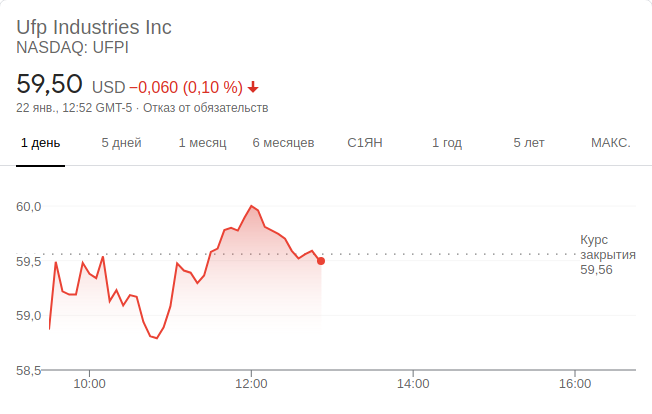 Ufp Industries Inc
NASDAQ: UFPI
59,50 USD −0,060 (0,10 %)
22 янв., 12:52 GMT-5 · Отказ от обязательств
1 день 5 дней 1 месяц 6 месяцев С1ЯН 1 год 5 лет МАКС.
60,0
59,5
59,0
58,5
Курс
закрытия
59,56
10:00 12:00 14:00 16:00